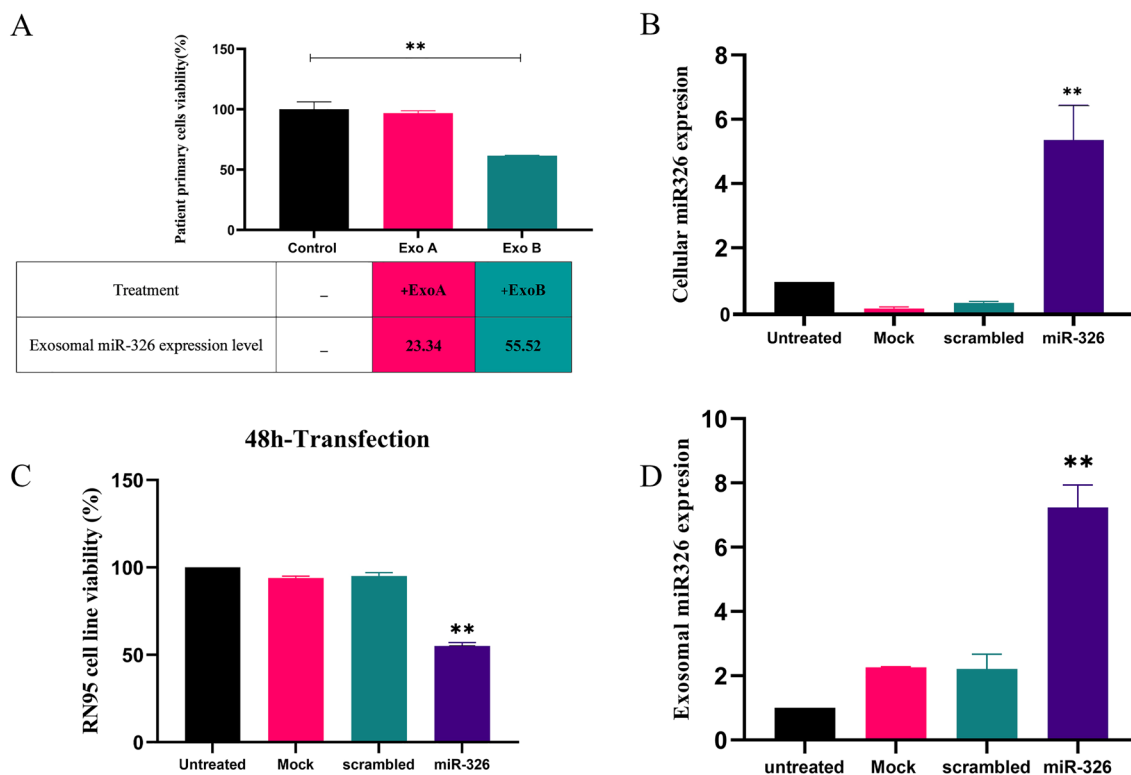 A
Patient primary cells viability(%)
150
100
50
0
**
Control Exo A Exo B
Treatment – +ExoA +ExoB
Exosomal miR-326 expression level – 23.34 55.52
B
Cellular miR326 expresion
8
6
4
2
0
**
Untreated Mock scrambled miR-326
48h-Transfection
C
RN95 cell line viability (%)
150
100
50
0
**
Untreated Mock scrambled miR-326
D
Exosomal miR326 expresion
10
8
6
4
2
0
**
untreated Mock scrambled miR-326